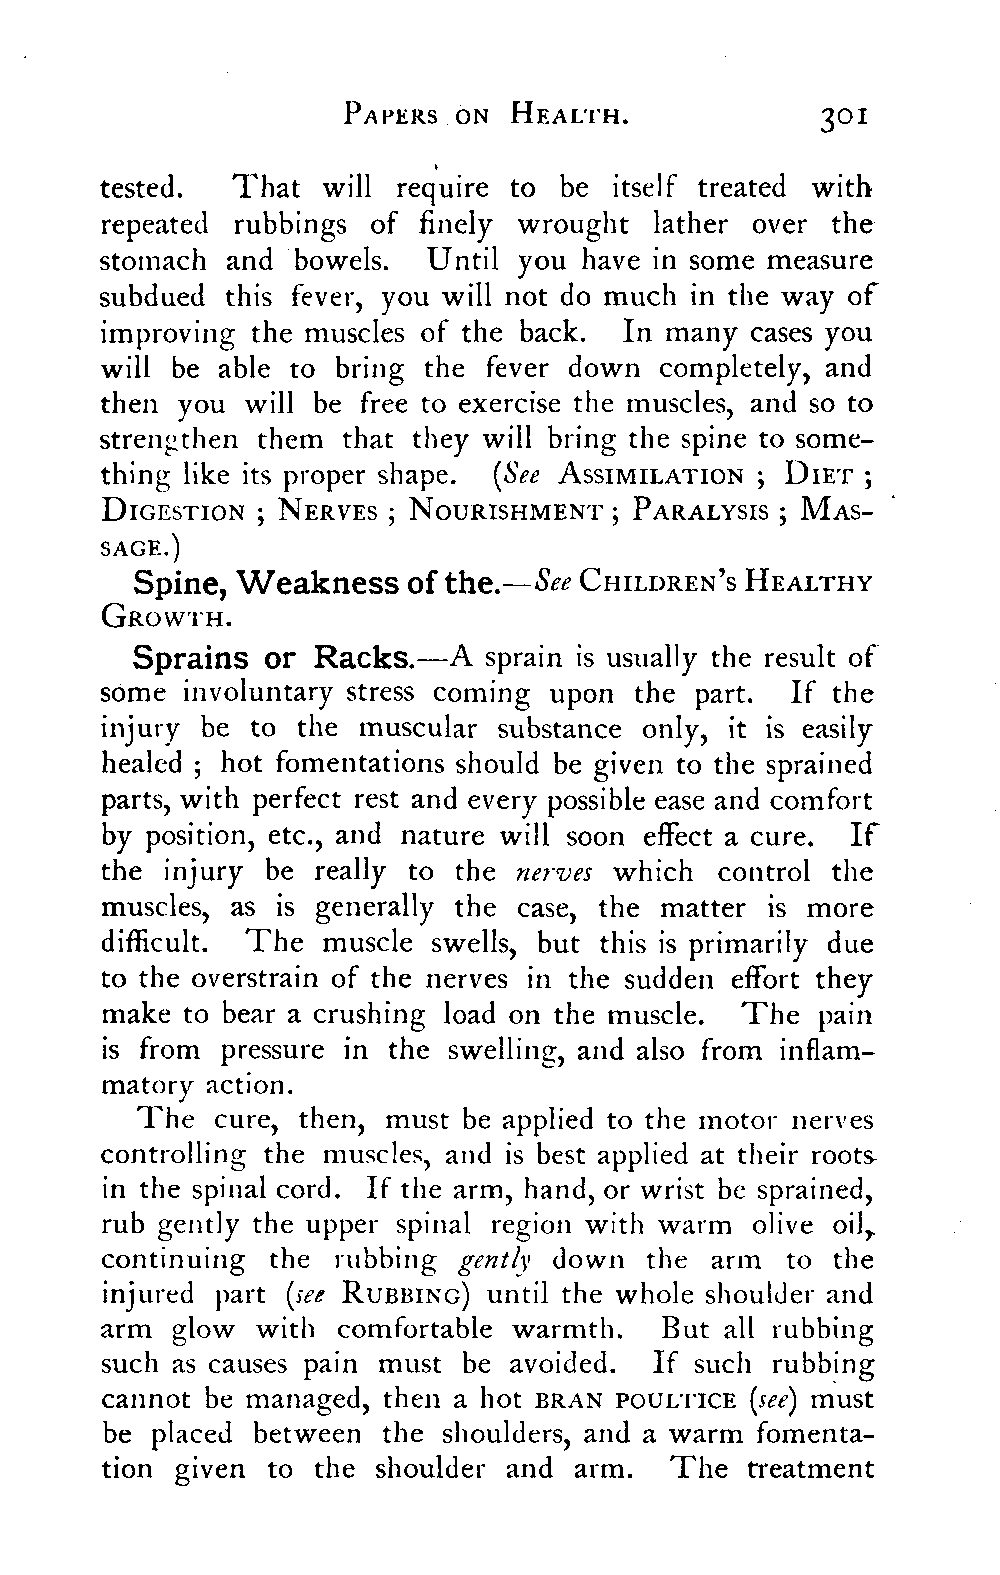 PAPERS ON HEALTH. 301
tested. That will require to be itself treated with
repeated rubbings of finely wrought lather over the
stomach and bowels. Until you have in some measure
subdued this fever, you will not do much in the way of
improving the muscles of the back. In many cases you
will be able to bring the fever down completely, and
then you will be free to exercise the muscles, and so to
strengthen them that they will bring the spine to some-
thing like its proper shape. (See ASSIMILATION ; DIET ;
DIGESTION ; NERVES ; NOURISHMENT ; PARALYSIS ; MAS-
SAGE.)
Spine, Weakness of the.—See CHILDREN'S HEALTHY
GROWTH.
Sprains or Racks.—A sprain is usually the result of
some involuntary stress coming upon the part. If the
injury be to the muscular substance only, it is easily
healed ; hot fomentations should be given to the sprained
parts, with perfect rest and every possible ease and comfort
by position, etc., and nature will soon effect a cure. If
the injury be really to the nerves which control the
muscles, as is generally the case, the matter is more
difficult. The muscle swells, but this is primarily due
to the overstrain of the nerves in the sudden effort they
make to bear a crushing load on the muscle. The pain
is from pressure in the swelling, and also from inflam-
matory action.
The cure, then, must be applied to the motor nerves
controlling the muscles, and is best applied at their roots
in the spinal cord. If the arm, hand, or wrist be sprained,
rub gently the upper spinal region with warm olive oil,
continuing the rubbing gently down the arm to the
injured part (see RUBBING) until the whole shoulder and
arm glow with comfortable warmth. But all rubbing
such as causes pain must be avoided. If such rubbing
cannot be managed, then a hot BRAN POULTICE (see) must
be placed between the shoulders, and a warm fomenta-
tion given to the shoulder and arm. The treatment